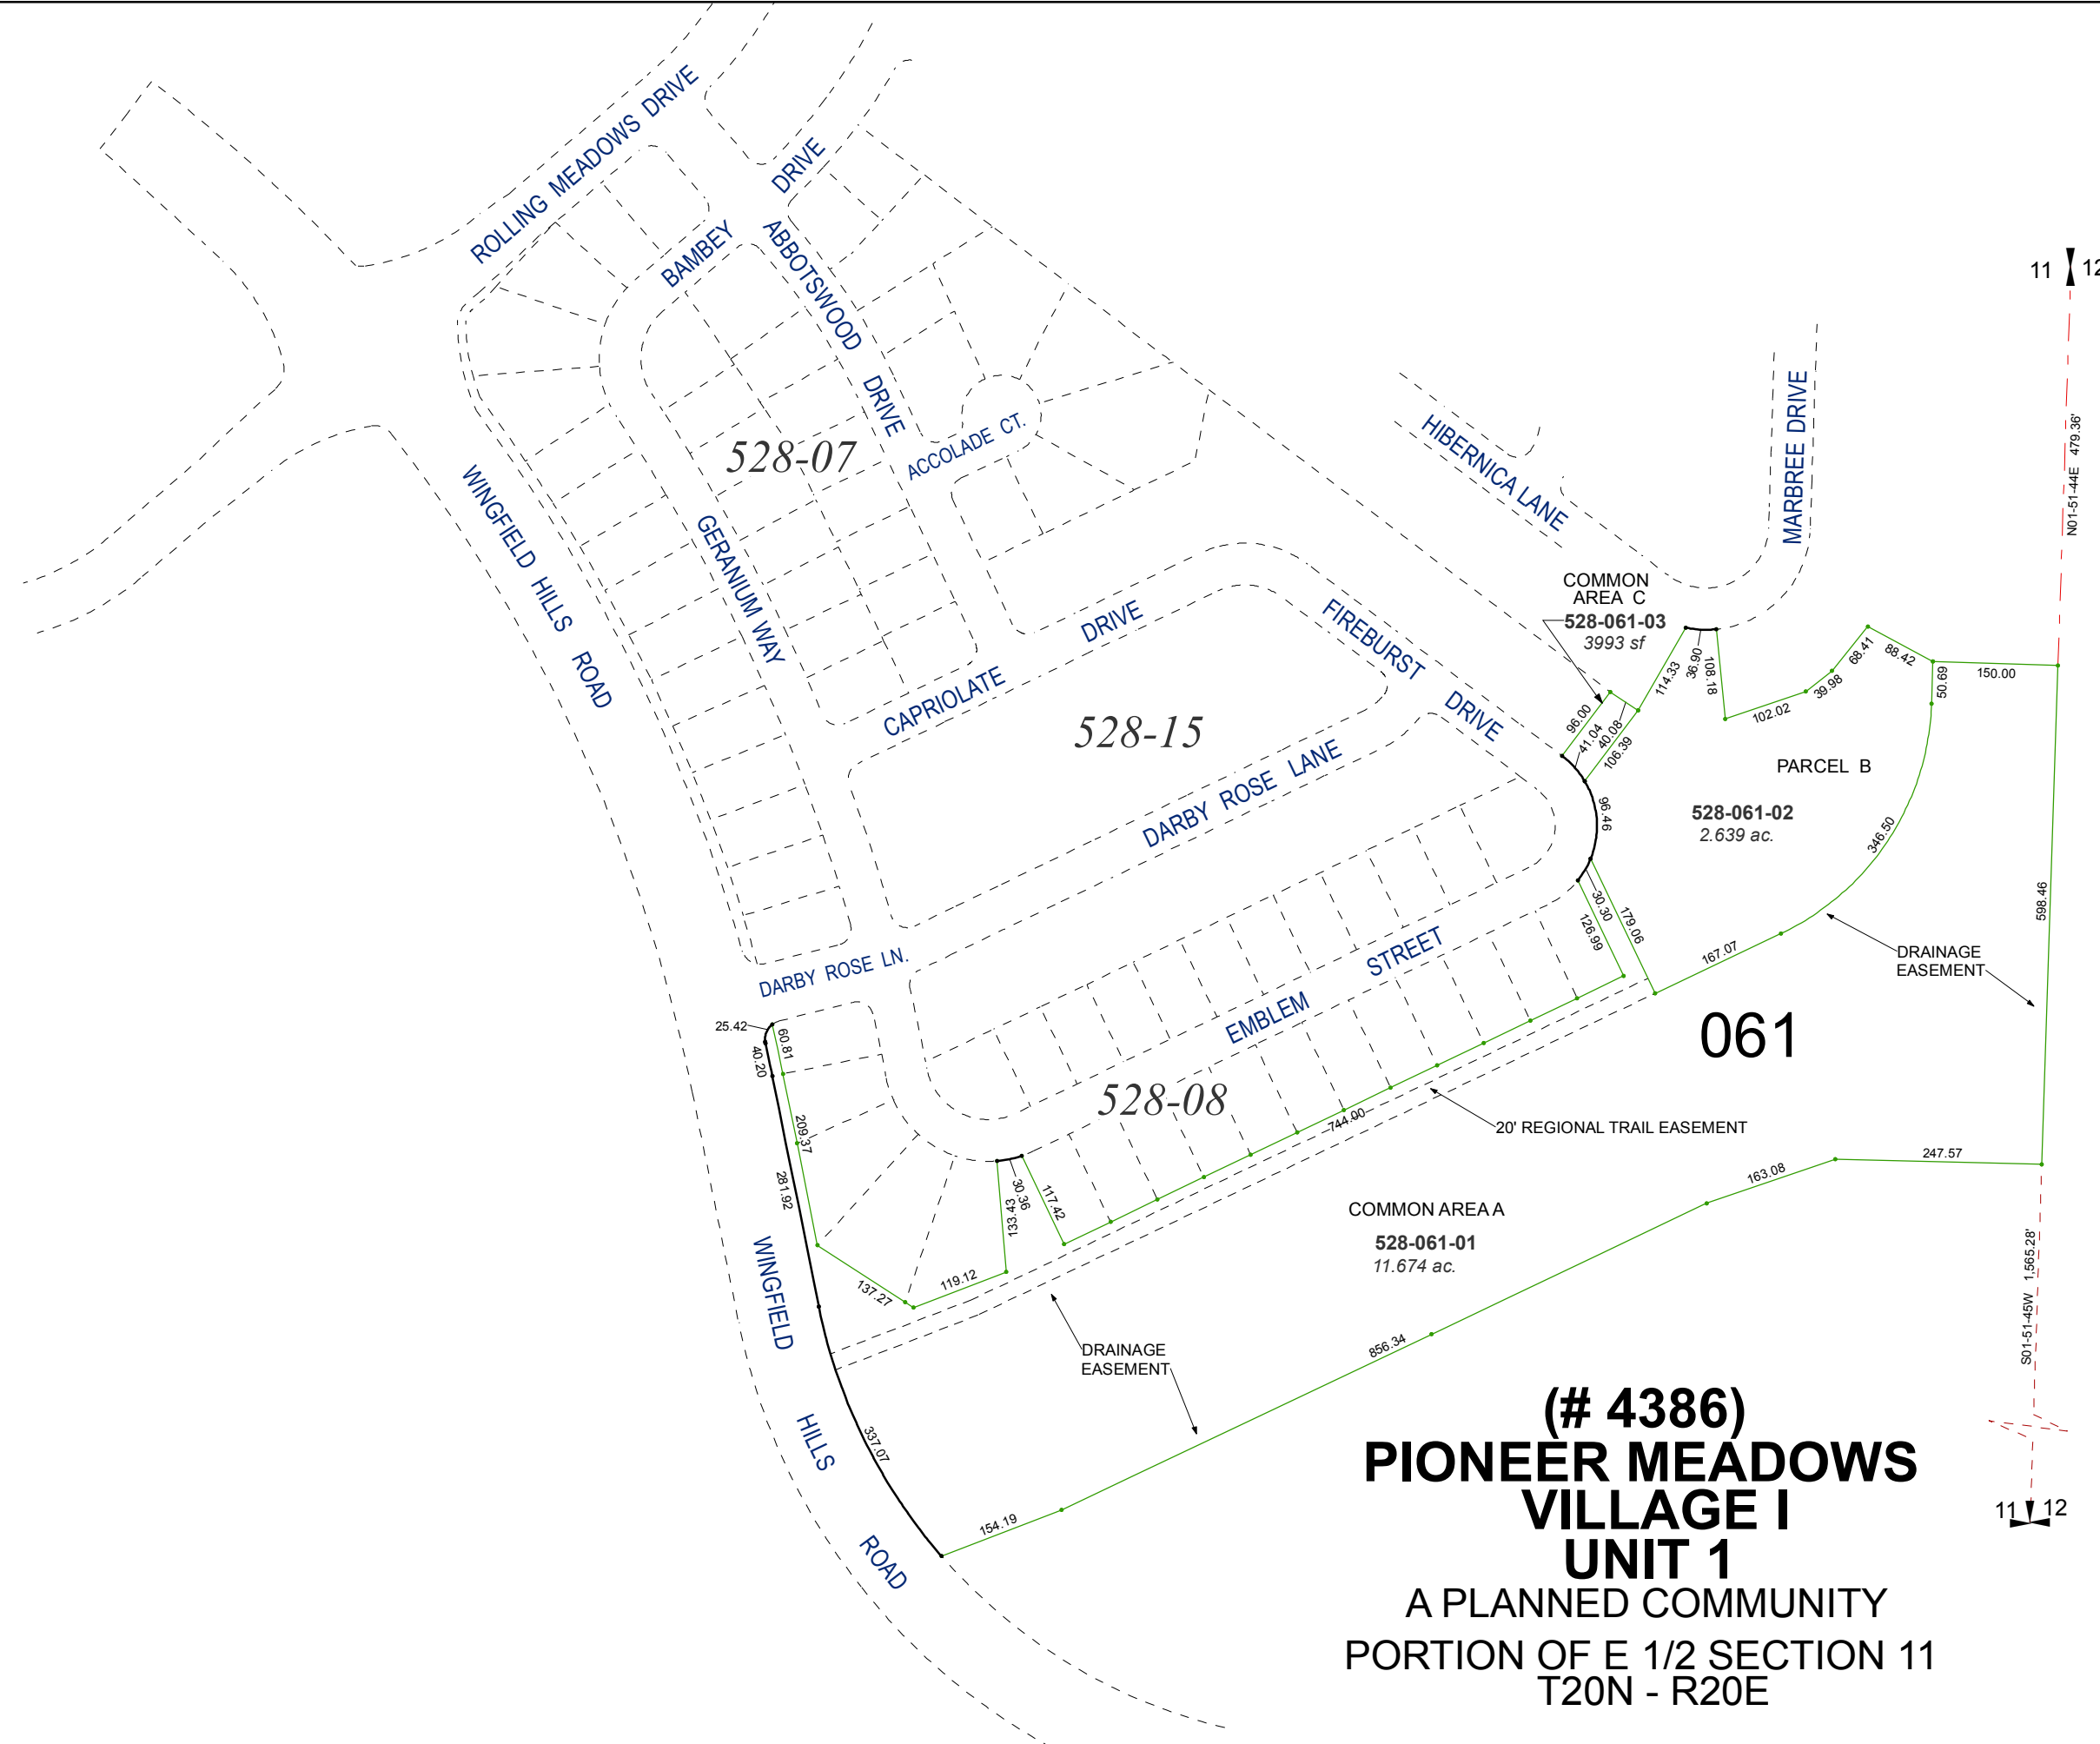 ROLLING MEADOWS DRIVE
DRIVE
BAMBEY
ABBOTSWOOD DRIVE
11
N01-51-44E 479.36'
MARBREE DRIVE
HIBERNICA LANE
528-07
ACCOLADE CT.
WINGFIELD HILLS ROAD
GERANIUM WAY
CAPRIOLATE DRIVE
FIREBURST DRIVE
COMMON
AREA C
528-061-03
3993 sf
114.33
36.90
108.18
102.02
39.98
68.41
88.42
50.69
150.00
96.00
41.04
40.08
106.39
528-15
DARBY ROSE LANE
PARCEL B
528-061-02
2.639 ac.
96.46
346.50
598.46
30.30
126.99
179.06
167.07
DRAINAGE
EASEMENT
DARBY ROSE LN.
EMBLEM STREET
061
25.42
60.81
40.20
209.37
281.92
528-08
744.00
20' REGIONAL TRAIL EASEMENT
30.36
133.43
117.42
119.12
137.27
163.08
247.57
COMMON AREA A
528-061-01
11.674 ac.
S01-51-45W 1,565.28'
WINGFIELD HILLS ROAD
DRAINAGE
EASEMENT
856.34
337.07
154.19
11 12
(# 4386)
PIONEER MEADOWS
VILLAGE I
UNIT 1
A PLANNED COMMUNITY
PORTION OF E 1/2 SECTION 11
T20N - R20E